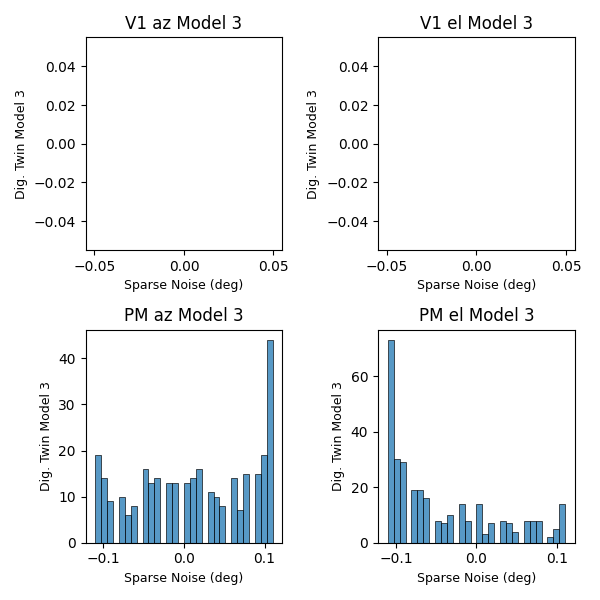 V1 az Model 3
V1 el Model 3
0.04
0.02
0.00
−0.02
−0.04
Dig. Twin Model 3
−0.05
0.00
0.05
Sparse Noise (deg)
0.04
0.02
0.00
−0.02
−0.04
Dig. Twin Model 3
−0.05
0.00
0.05
Sparse Noise (deg)
PM az Model 3
PM el Model 3
40
30
20
10
0
Dig. Twin Model 3
−0.1
0.0
0.1
Sparse Noise (deg)
60
40
20
0
Dig. Twin Model 3
−0.1
0.0
0.1
Sparse Noise (deg)